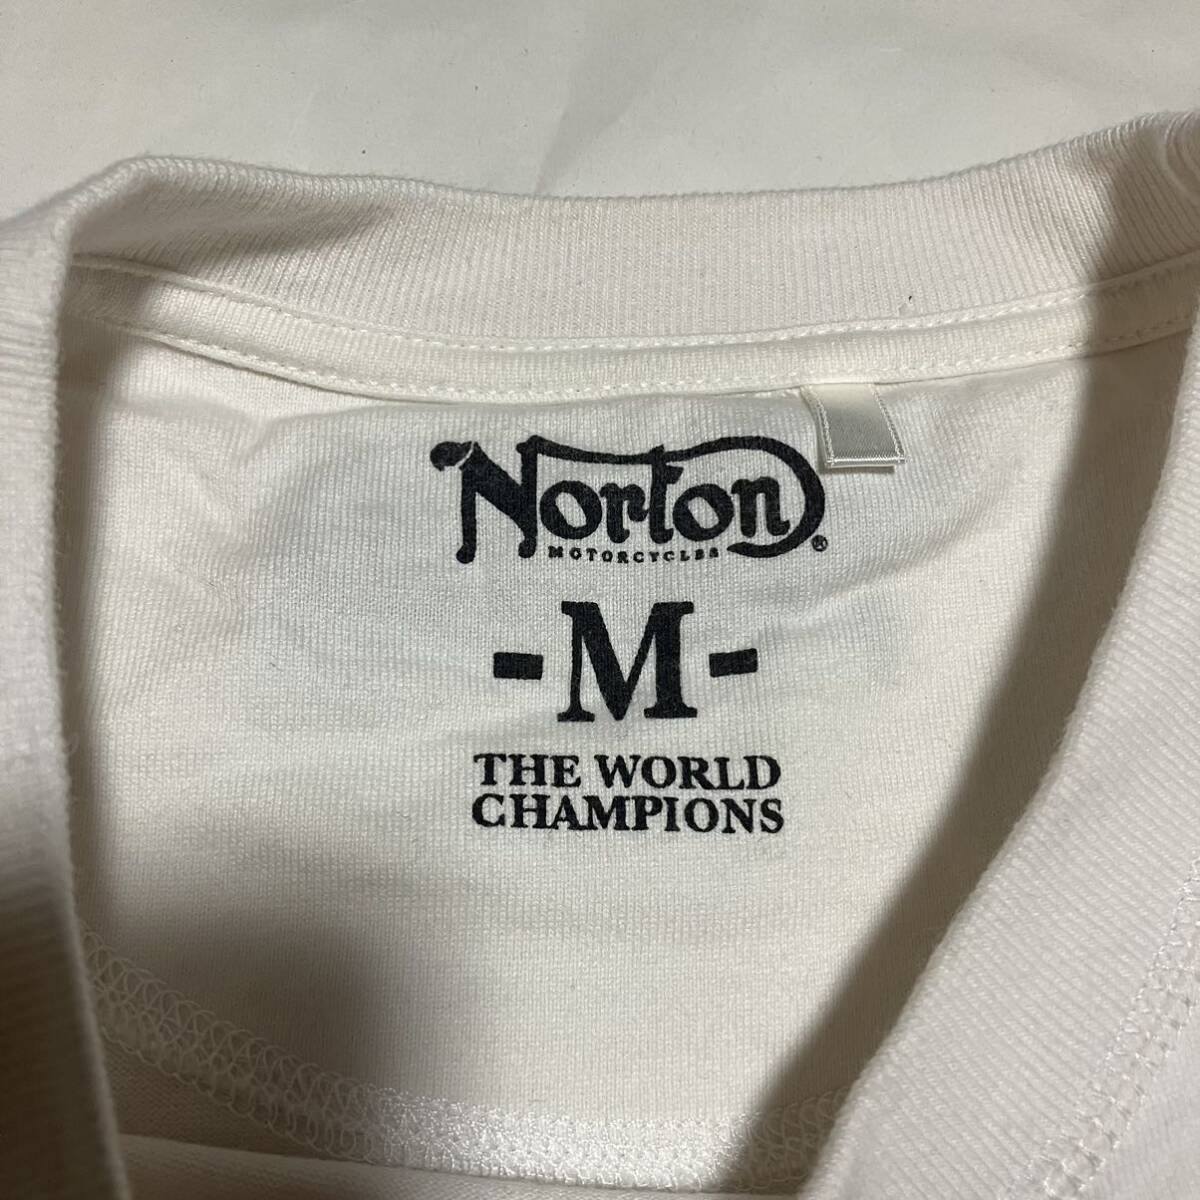 Norton
MOTORCYCLES ®
-M-
THE WORLD
CHAMPIONS